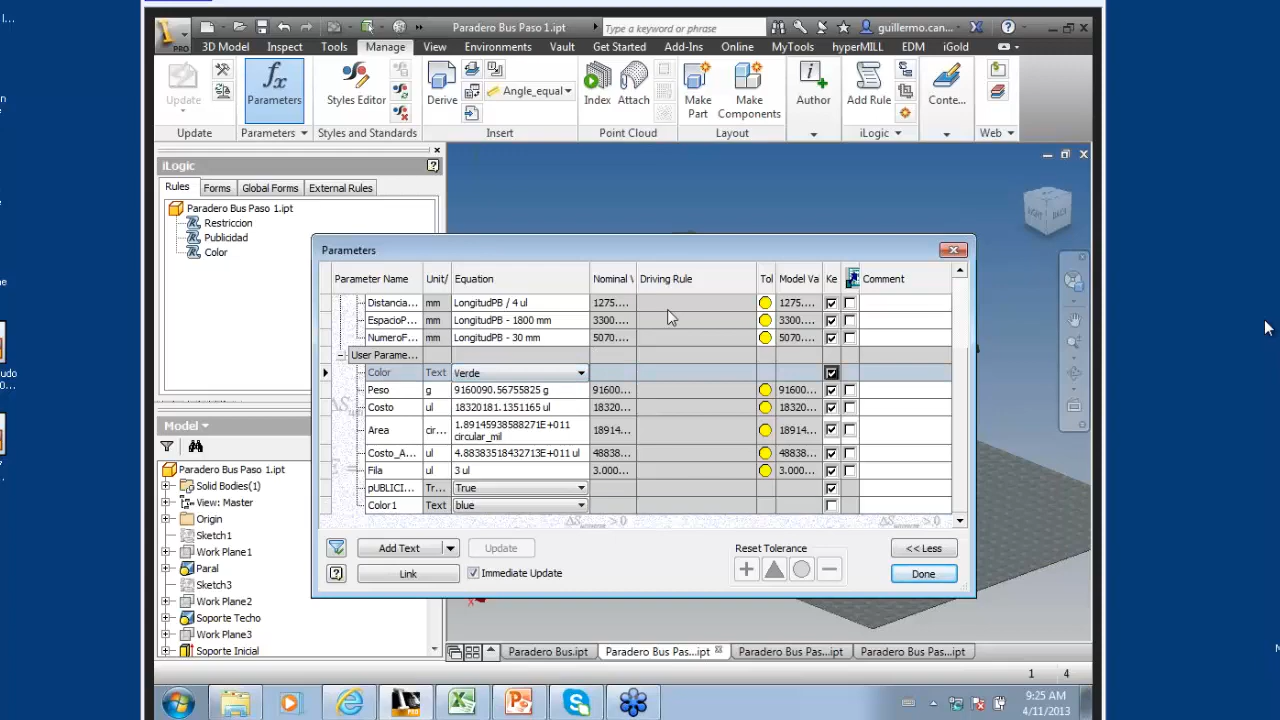 Paradero Bus Paso 1.ipt
Type a keyword or phrase
guillermo.can...
PRO
3D Model
Inspect
Tools
Manage
View
Environments
Vault
Get Started
Add-Ins
Online
MyTools
hyperMILL
EDM
iGold
Update
Parameters
Styles Editor
Derive
Angle_equal
Index
Attach
Make Part
Make Components
Author
Add Rule
Conte...
Update
Parameters
Styles and Standards
Insert
Point Cloud
Layout
iLogic
Web
iLogic
Rules
Forms
Global Forms
External Rules
Paradero Bus Paso 1.ipt
Restriccion
Publicidad
Color
Parameters
Parameter Name
Unit/
Equation
Nominal \
Driving Rule
Tol
Model Va
Ke
Comment
Distancia... mm LongitudPB / 4 ul 1275.... 1275....
EspacioP... mm LongitudPB - 1800 mm 3300.... 3300....
NumeroF... mm LongitudPB - 30 mm 5070.... 5070....
User Parame...
Color Text Verde
Peso g 9160090.56755825 g 91600... 91600...
Costo ul 18320181.1351165 ul 18320... 18320...
Area cir... 1.89145938588271E+011 circular_mil 18914... 18914...
Costo_A... ul 4.88383518432713E+011 ul 48838... 48838...
Fila ul 3 ul 3.000... 3.000...
pUBLICI... Tr... True
Color1 Text blue
Add Text
Update
Reset Tolerance
<< Less
Link
Immediate Update
Done
Model
Paradero Bus Paso 1.ipt
Solid Bodies(1)
View: Master
Origin
Sketch1
Work Plane1
Paral
Sketch3
Work Plane2
Soporte Techo
Work Plane3
Soporte Inicial
Paradero Bus.ipt
Paradero Bus Pas...ipt
Paradero Bus Pas...ipt
Paradero Bus Pas...ipt
1 4
9:25 AM
4/11/2013